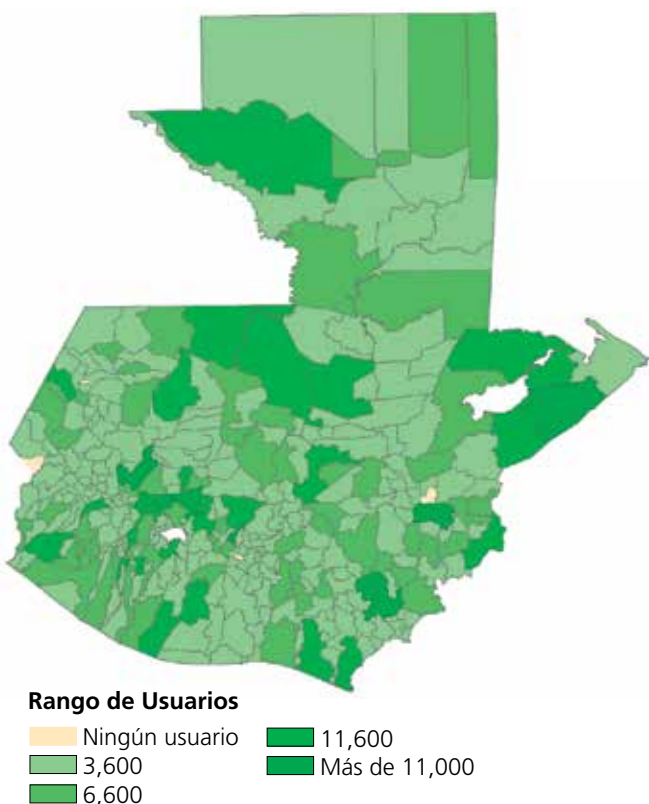 Rango de Usuarios
Ningún usuario
3,600
6,600
11,600
Más de 11,000